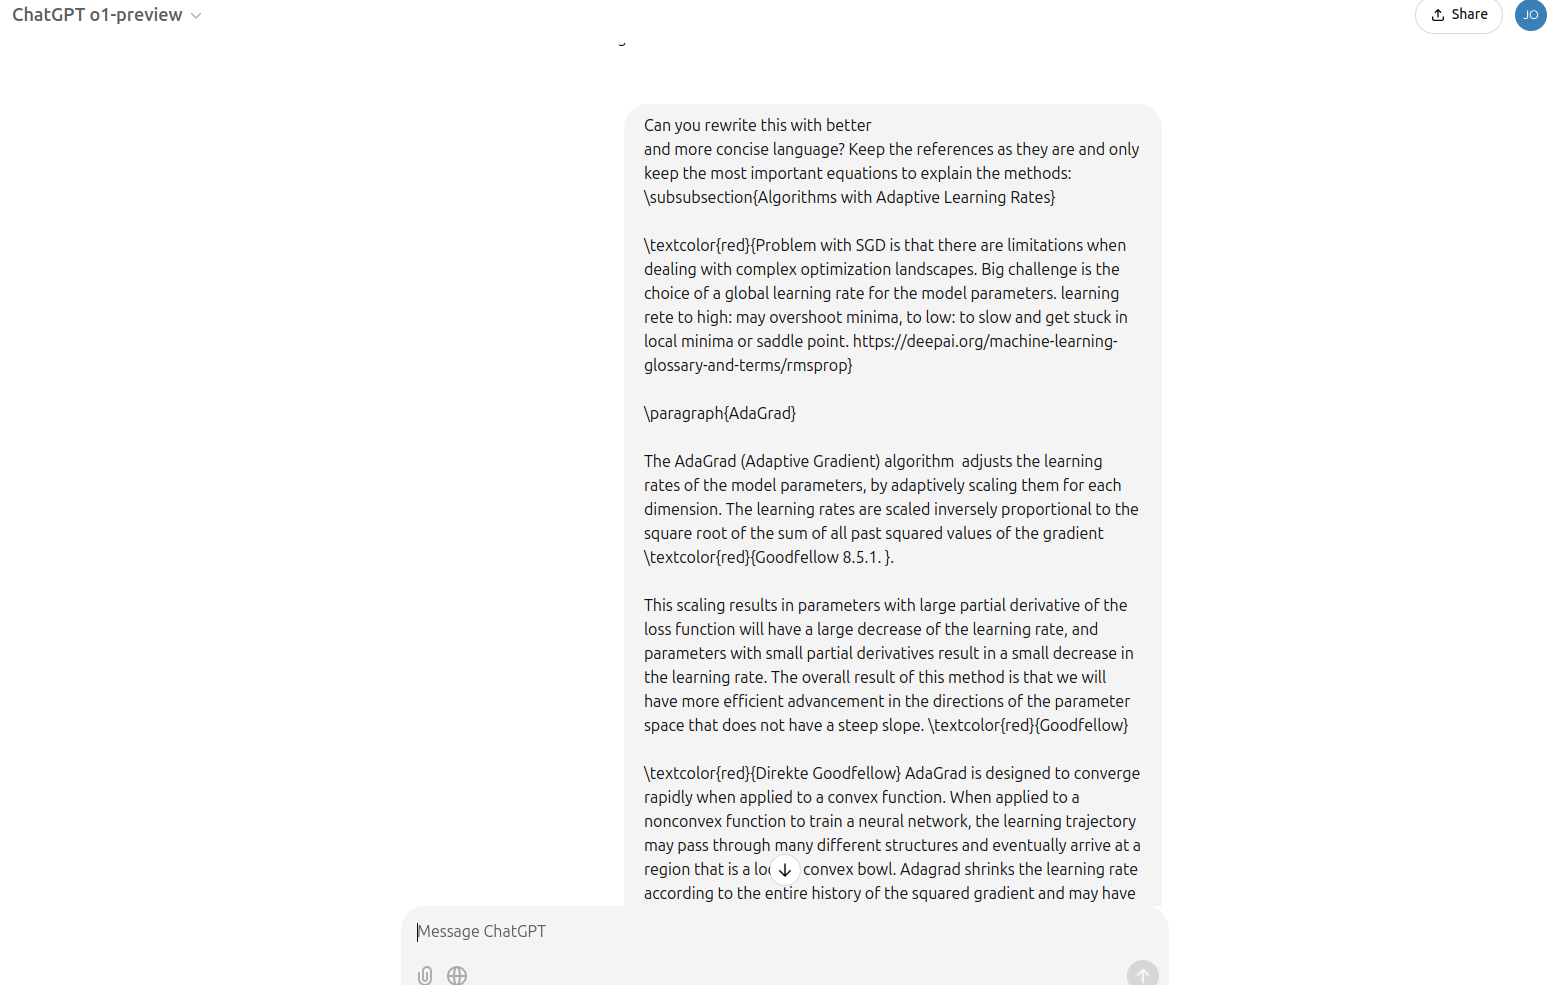 ChatGPT o1-preview
Share
JO
Can you rewrite this with better
and more concise language? Keep the references as they are and only
keep the most important equations to explain the methods:
\subsubsection{Algorithms with Adaptive Learning Rates}
\textcolor{red}{Problem with SGD is that there are limitations when
dealing with complex optimization landscapes. Big challenge is the
choice of a global learning rate for the model parameters. learning
rete to high: may overshoot minima, to low: to slow and get stuck in
local minima or saddle point. https://deepai.org/machine-learning-
glossary-and-terms/rmsprop}
\paragraph{AdaGrad}
The AdaGrad (Adaptive Gradient) algorithm  adjusts the learning
rates of the model parameters, by adaptively scaling them for each
dimension. The learning rates are scaled inversely proportional to the
square root of the sum of all past squared values of the gradient
\textcolor{red}{Goodfellow 8.5.1. }.
This scaling results in parameters with large partial derivative of the
loss function will have a large decrease of the learning rate, and
parameters with small partial derivatives result in a small decrease in
the learning rate. The overall result of this method is that we will
have more efficient advancement in the directions of the parameter
space that does not have a steep slope. \textcolor{red}{Goodfellow}
\textcolor{red}{Direkte Goodfellow} AdaGrad is designed to converge
rapidly when applied to a convex function. When applied to a
nonconvex function to train a neural network, the learning trajectory
may pass through many different structures and eventually arrive at a
region that is a convex bowl. Adagrad shrinks the learning rate
according to the entire history of the squared gradient and may have
Message ChatGPT